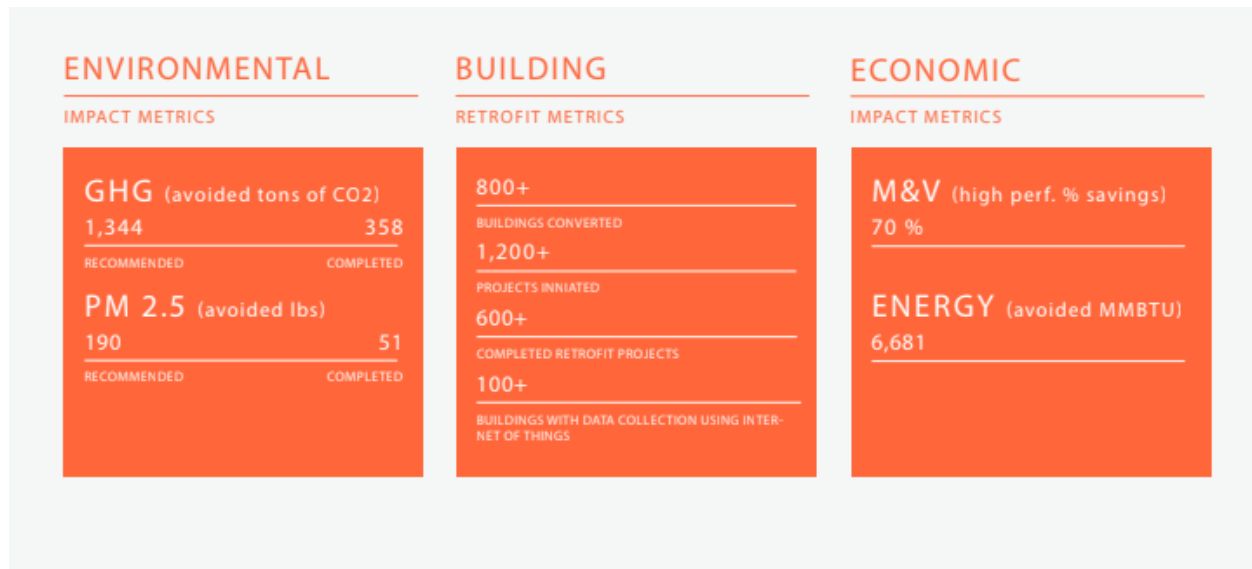 ENVIRONMENTAL
IMPACT METRICS
GHG (avoided tons of CO2)
1,344 358
RECOMMENDED COMPLETED
PM 2.5 (avoided lbs)
190 51
RECOMMENDED COMPLETED
BUILDING
RETROFIT METRICS
800+
BUILDINGS CONVERTED
1,200+
PROJECTS INNIATED
600+
COMPLETED RETROFIT PROJECTS
100+
BUILDINGS WITH DATA COLLECTION USING INTER-
NET OF THINGS
ECONOMIC
IMPACT METRICS
M&V (high perf. % savings)
70 %
ENERGY (avoided MMBTU)
6,681